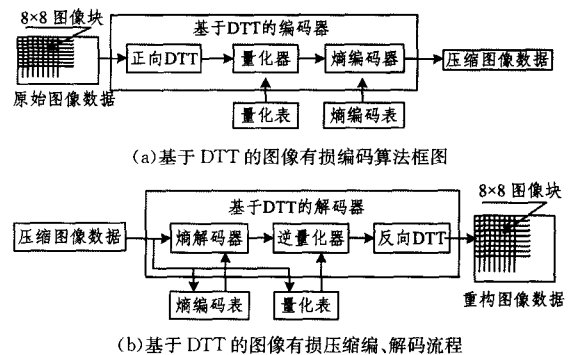 8×8 图像块
基于DTT的编码器
正向DTT
量化器
熵编码器
压缩图像数据
原始图像数据
量化表
熵编码表
(a)基于 DTT 的图像有损编码算法框图
8×8 图像块
基于DTT的解码器
压缩图像数据
熵解码器
逆量化器
反向DTT
熵编码表
量化表
重构图像数据
(b)基于 DTT 的图像有损压缩编、解码流程